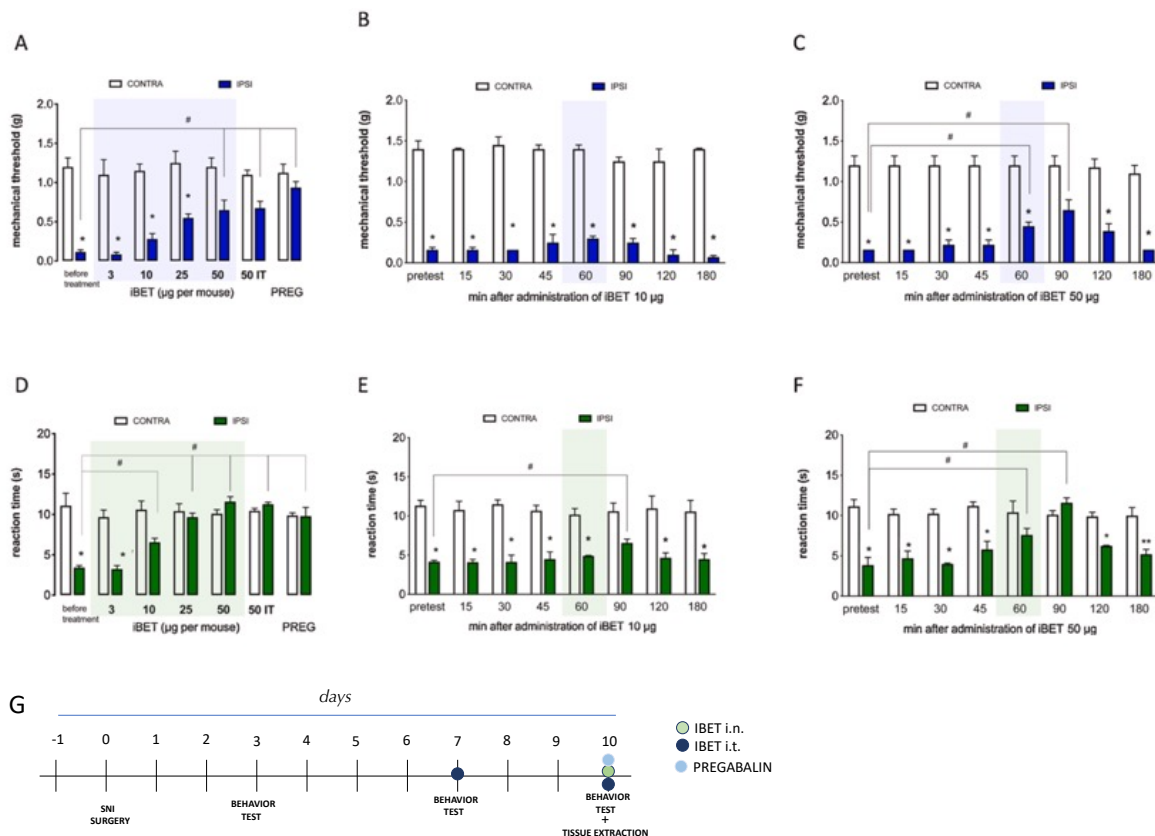 A
CONTRA
IPSI
mechanical threshold (g)
2.0
1.5
1.0
0.5
0.0
#
* * * * * *
before
treatment
3 10 25 50 50 IT
iBET (µg per mouse) PREG
B
CONTRA
IPSI
mechanical threshold (g)
2.0
1.5
1.0
0.5
0.0
* * * * * * * *
pretest 15 30 45 60 90 120 180
min after administration of iBET 10 µg
C
CONTRA
IPSI
mechanical threshold (g)
2.0
1.5
1.0
0.5
0.0
#
#
* * * * * * * *
pretest 15 30 45 60 90 120 180
min after administration of iBET 50 µg
D
CONTRA
IPSI
reaction time (s)
20
15
10
5
0
#
#
* * *
before
treatment
3 10 25 50 50 IT
iBET (µg per mouse) PREG
E
CONTRA
IPSI
reaction time (s)
20
15
10
5
0
#
* * * * * * * *
pretest 15 30 45 60 90 120 180
min after administration of iBET 10 µg
F
CONTRA
IPSI
reaction time (s)
20
15
10
5
0
#
#
* * * * * **
pretest 15 30 45 60 90 120 180
min after administration of iBET 50 µg
G
days
-1 0 1 2 3 4 5 6 7 8 9 10
SNI
SURGERY
BEHAVIOR
TEST
BEHAVIOR
TEST
BEHAVIOR
TEST
+
TISSUE EXTRACTION
IBET i.n.
IBET i.t.
PREGABALIN